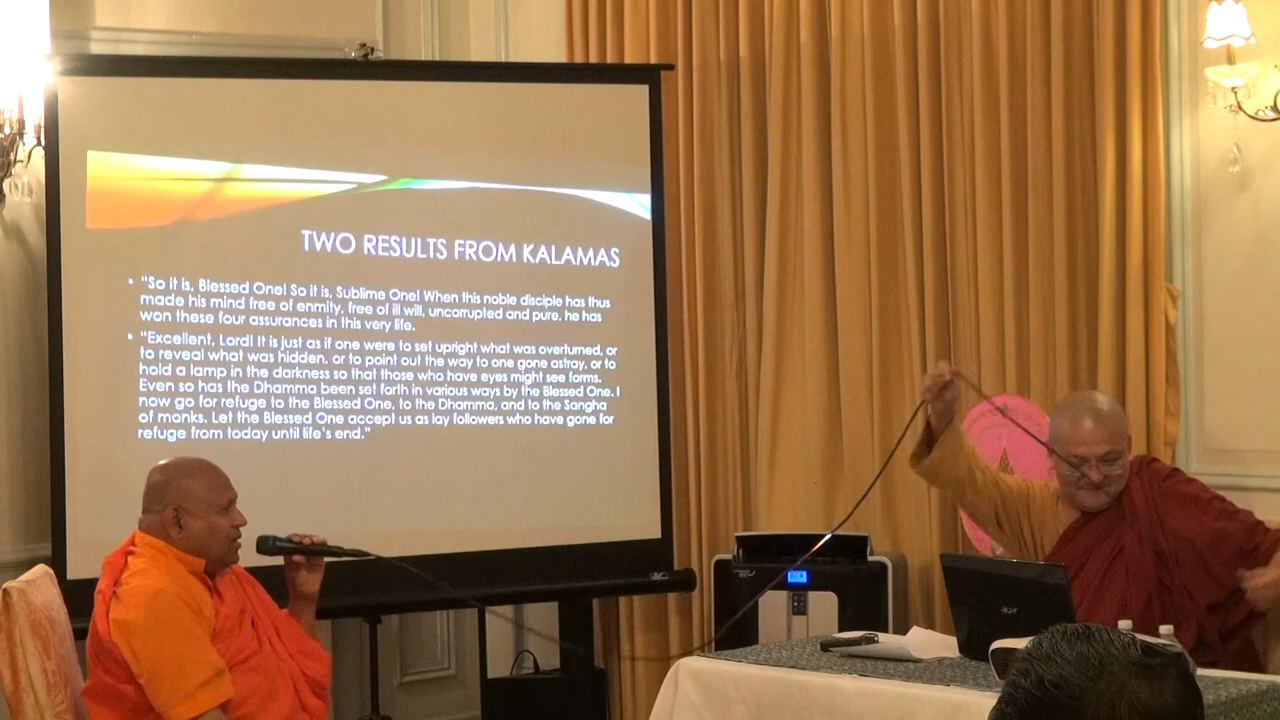 TWO RESULTS FROM KALAMAS
• "So it is, Blessed One! So it is, Sublime One! When this noble disciple has thus
made his mind free of enmity, free of ill will, uncorrupted and pure, he has
won these four assurances in this very life.
• "Excellent, Lord! It is just as if one were to set upright what was overturned, or
to reveal what was hidden, or to point out the way to one gone astray, or to
hold a lamp in the darkness so that those who have eyes might see forms.
Even so has the Dhamma been set forth in various ways by the Blessed One. I
now go for refuge to the Blessed One, to the Dhamma, and to the Sangha
of monks. Let the Blessed One accept us as lay followers who have gone for
refuge from today until life's end."
acer